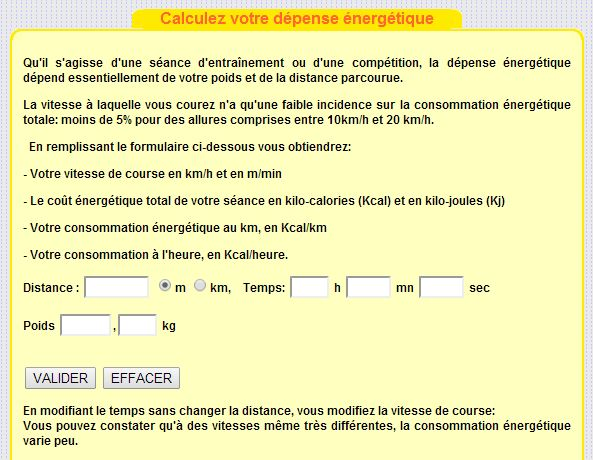 Calculez votre dépense énergétique
Qu'il s'agisse d'une séance d'entraînement ou d'une compétition, la dépense énergétique
dépend essentiellement de votre poids et de la distance parcourue.
La vitesse à laquelle vous courez n'a qu'une faible incidence sur la consommation énergétique
totale: moins de 5% pour des allures comprises entre 10km/h et 20 km/h.
En remplissant le formulaire ci-dessous vous obtiendrez:
- Votre vitesse de course en km/h et en m/min
- Le coût énergétique total de votre séance en kilo-calories (Kcal) et en kilo-joules (Kj)
- Votre consommation énergétique au km, en Kcal/km
- Votre consommation à l'heure, en Kcal/heure.
Distance : m km, Temps: h mn sec
Poids , kg
VALIDER EFFACER
En modifiant le temps sans changer la distance, vous modifiez la vitesse de course:
Vous pouvez constater qu'à des vitesses même très différentes, la consommation énergétique
varie peu.